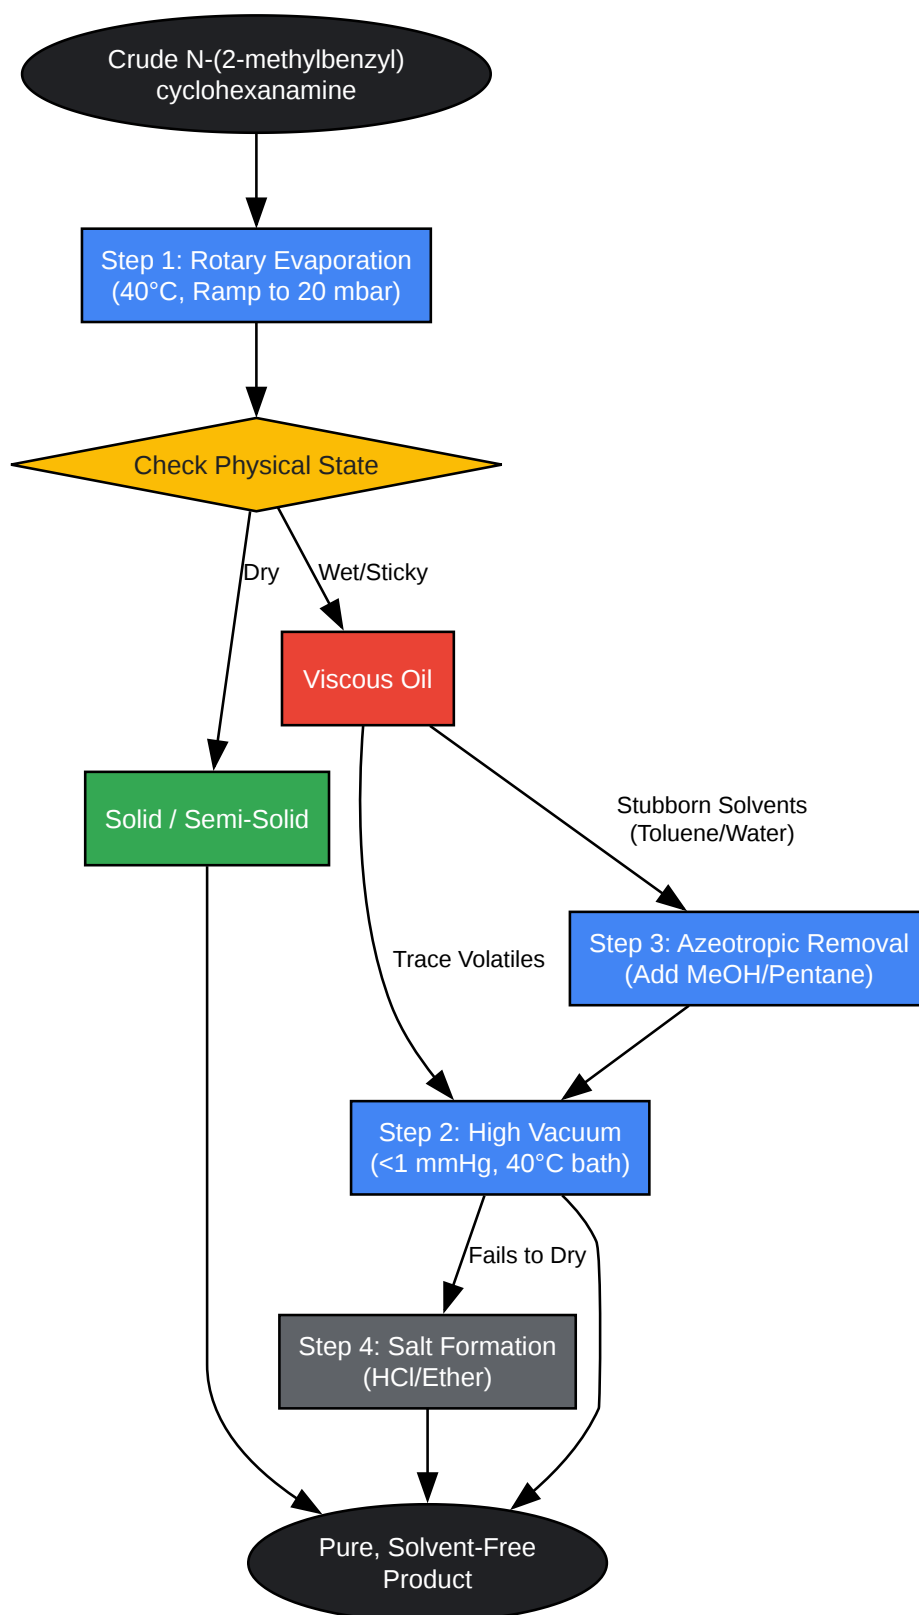 Crude N-(2-methylbenzyl)
cyclohexanamine
Step 1: Rotary Evaporation
(40°C, Ramp to 20 mbar)
Check Physical State
Dry
Wet/Sticky
Viscous Oil
Solid / Semi-Solid
Stubborn Solvents
(Toluene/Water)
Trace Volatiles
Step 3: Azeotropic Removal
(Add MeOH/Pentane)
Step 2: High Vacuum
(<1 mmHg, 40°C bath)
Fails to Dry
Step 4: Salt Formation
(HCl/Ether)
Pure, Solvent-Free
Product